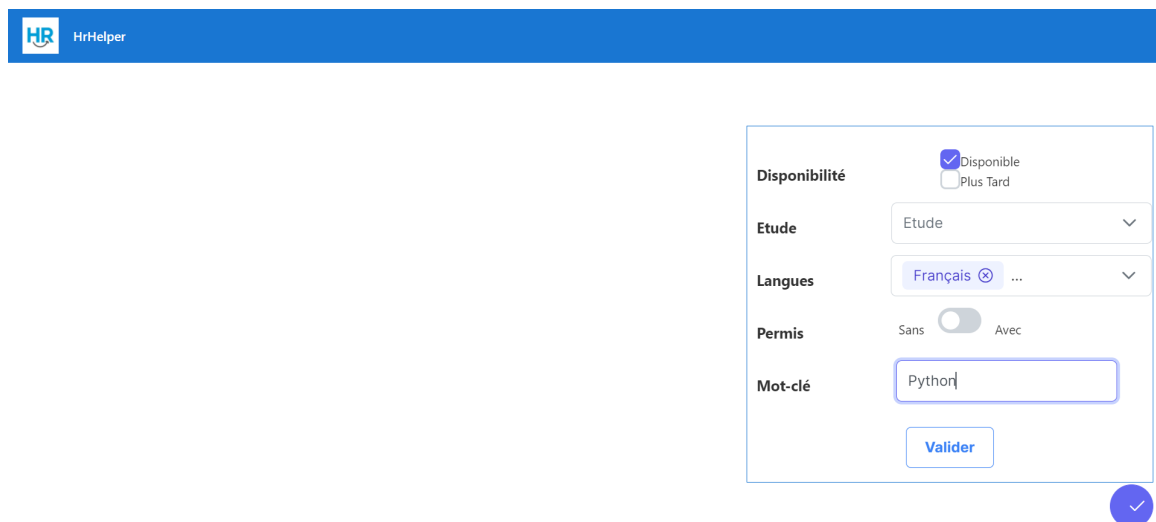 HR HrHelper
Disponibilité
Disponible
Plus Tard
Etude Etude
Langues Français ...
Permis Sans Avec
Mot-clé Python
Valider